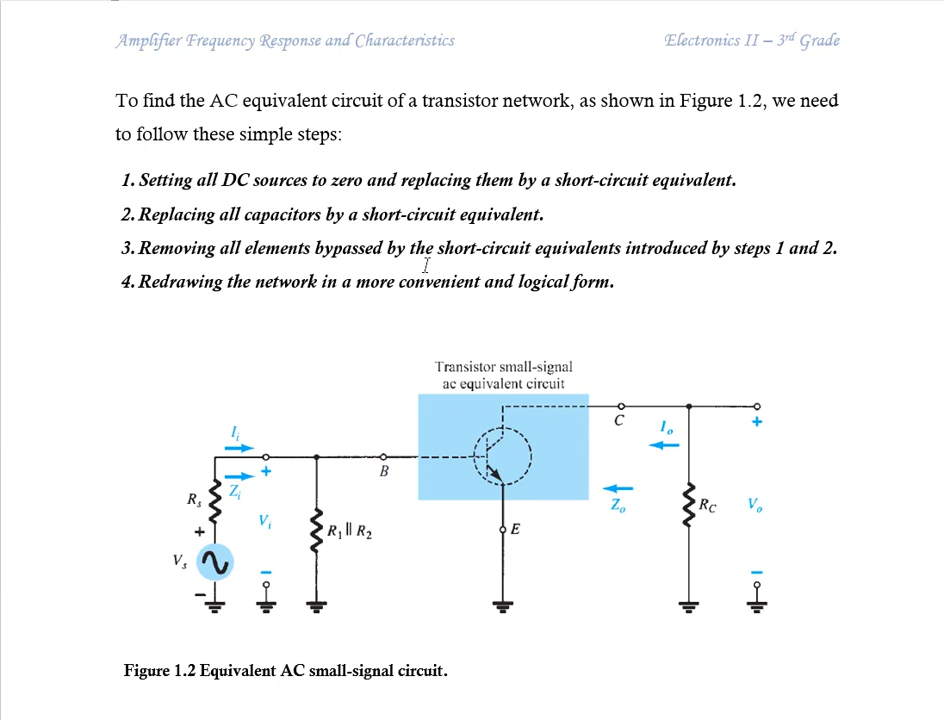 Amplifier Frequency Response and Characteristics Electronics II – 3rd Grade
To find the AC equivalent circuit of a transistor network, as shown in Figure 1.2, we need
to follow these simple steps:
1. Setting all DC sources to zero and replacing them by a short-circuit equivalent.
2. Replacing all capacitors by a short-circuit equivalent.
3. Removing all elements bypassed by the short-circuit equivalents introduced by steps 1 and 2.
4. Redrawing the network in a more convenient and logical form.
Transistor small-signal
ac equivalent circuit
Ii
+
Zi
B
C
Io
+
Rs
+
Vi
R1 || R2
E
Zo
RC
Vo
Vs
–
–
–
Figure 1.2 Equivalent AC small-signal circuit.